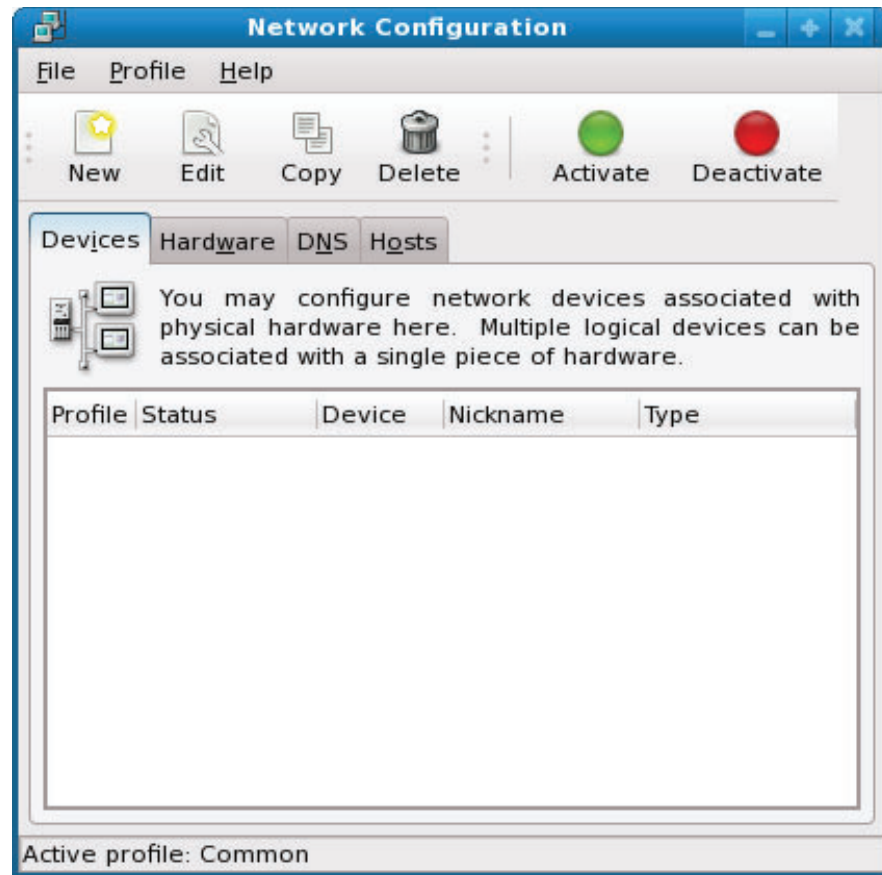 Network Configuration
File Profile Help
New Edit Copy Delete Activate Deactivate
Devices Hardware DNS Hosts
You may configure network devices associated with
physical hardware here. Multiple logical devices can be
associated with a single piece of hardware.
Profile Status Device Nickname Type
Active profile: Common